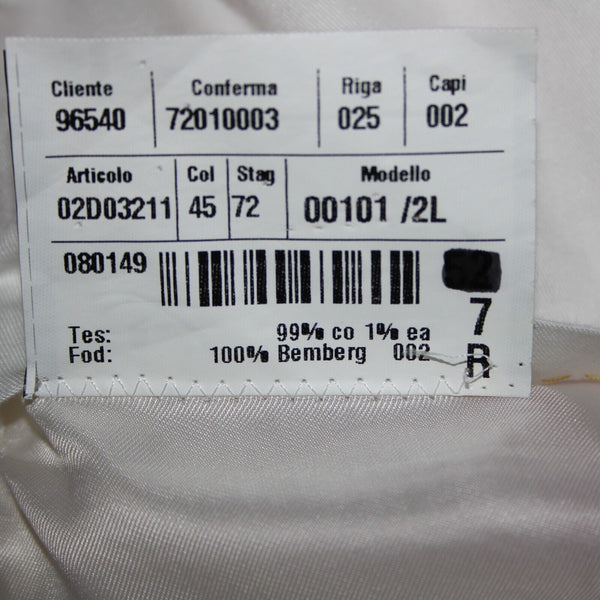 Cliente Conferma Riga Capi
96540 72010003 025 002
Articolo Col Stag Modello
02D03211 45 72 00101 /2L
080149
7
Tes: 99% co 1% ea
Fod: 100% Bemberg 002 R